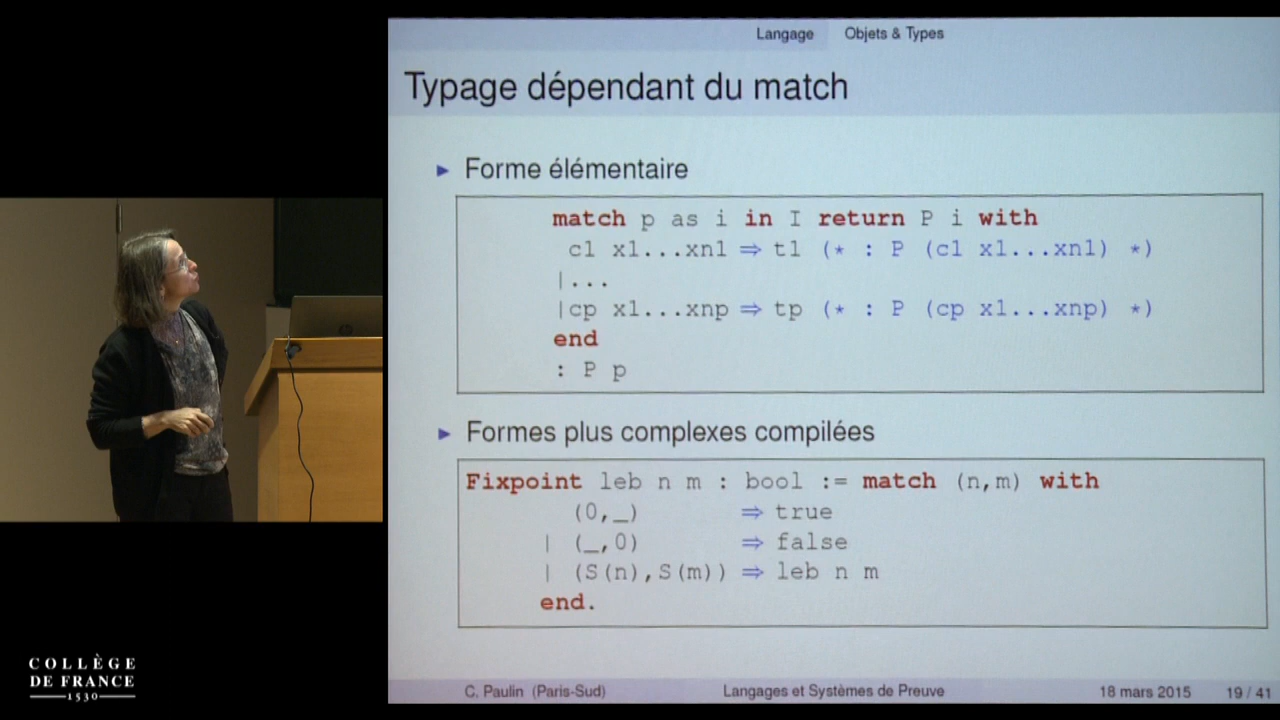 Langage Objets & Types
Typage dépendant du match
► Forme élémentaire
match p as i in I return P i with
c1 x1...xn1 ⇒ t1 (* : P (c1 x1...xn1) *)
|...
|cp x1...xnp ⇒ tp (* : P (cp x1...xnp) *)
end
: P p
► Formes plus complexes compilées
Fixpoint leb n m : bool := match (n,m) with
(0,_) ⇒ true
| (_,0) ⇒ false
| (S(n),S(m)) ⇒ leb n m
end.
C. Paulin (Paris-Sud) Langages et Systèmes de Preuve 18 mars 2015 19 / 41
COLLÈGE
DE FRANCE
1530